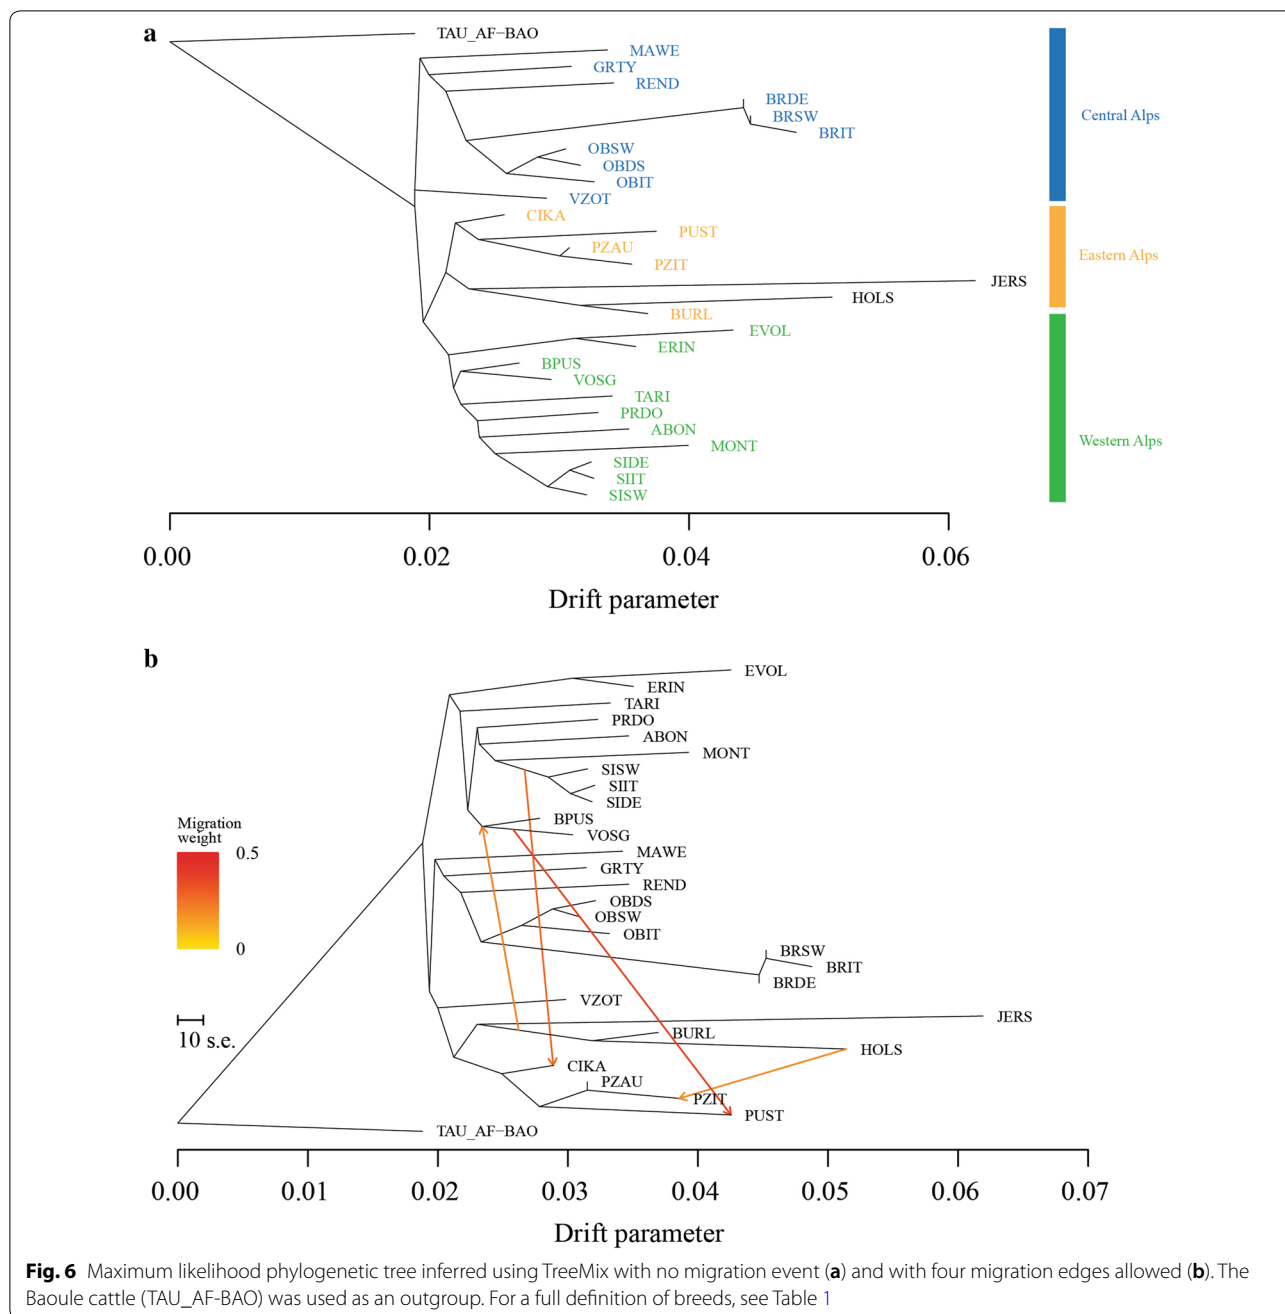 a
TAU_AF−BAO
MAWE
GRTY
REND
BRDE
BRSW
BRIT
OBSW
OBDS
OBIT
VZOT
CIKA
PUST
PZAU
PZIT
JERS
HOLS
BURL
EVOL
ERIN
BPUS
VOSG
TARI
PRDO
ABON
MONT
SIDE
SIIT
SISW
Central Alps
Eastern Alps
Western Alps
0.00 0.02 0.04 0.06
Drift parameter
b
EVOL
ERIN
TARI
PRDO
ABON
MONT
SISW
SIIT
SIDE
BPUS
VOSG
MAWE
GRTY
REND
OBDS
OBSW
OBIT
BRSW
BRIT
BRDE
VZOT
JERS
BURL
HOLS
CIKA
PZAU
PZIT
PUST
TAU_AF−BAO
Migration
weight
0.5
0
10 s.e.
0.00 0.01 0.02 0.03 0.04 0.05 0.06 0.07
Drift parameter
Fig. 6 Maximum likelihood phylogenetic tree inferred using TreeMix with no migration event (a) and with four migration edges allowed (b). The
Baoule cattle (TAU_AF-BAO) was used as an outgroup. For a full definition of breeds, see Table 1